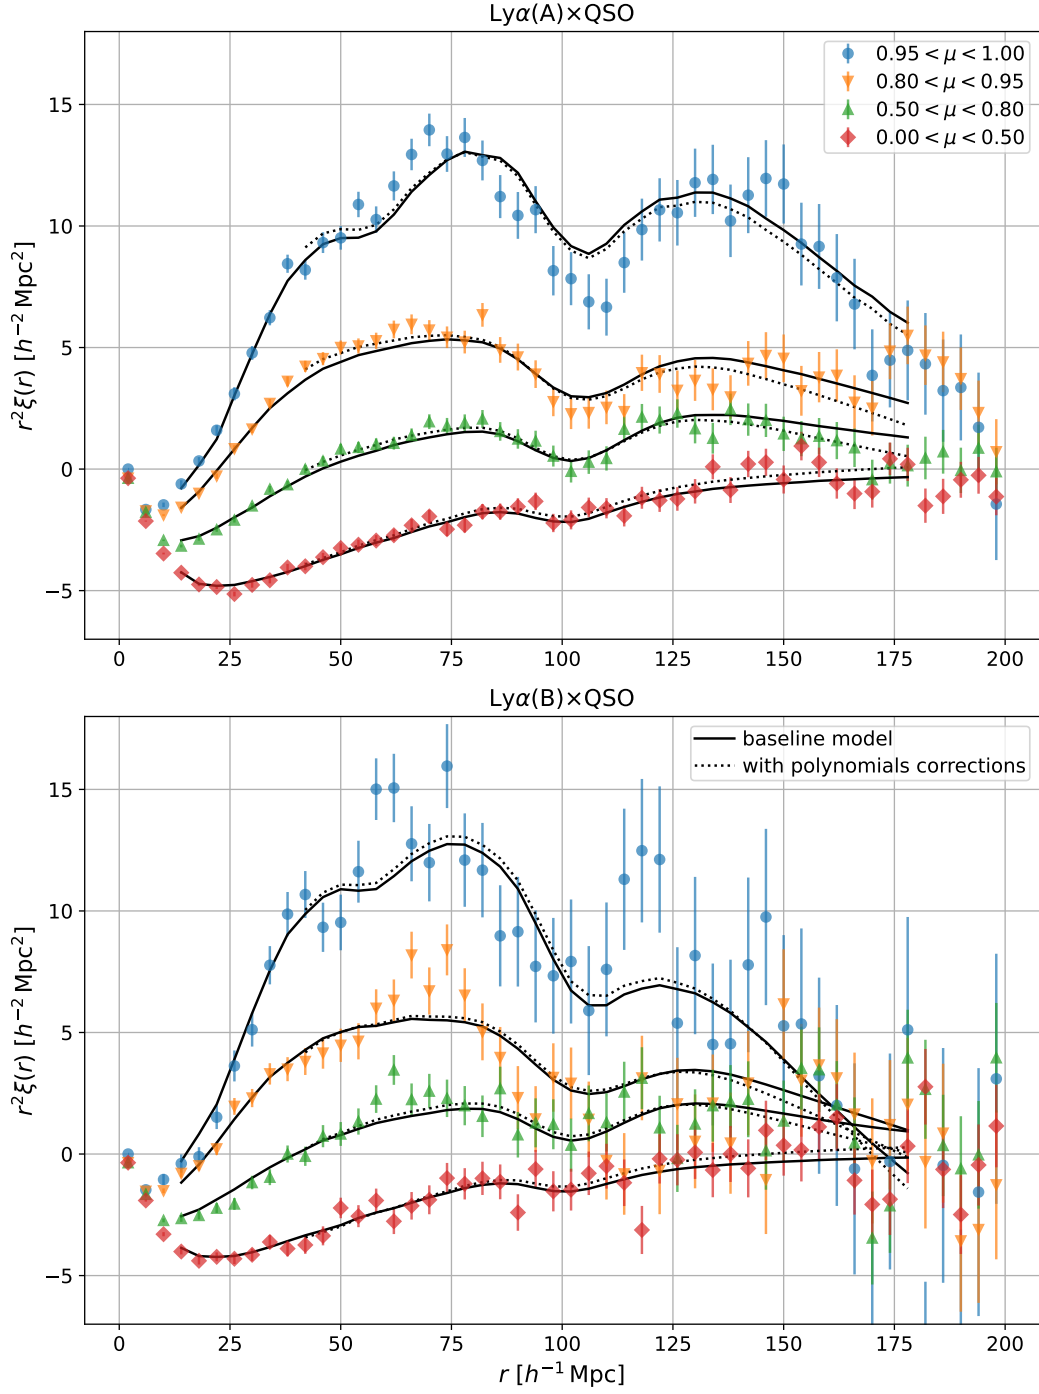 Lyα(A)×QSO
0.95 < μ < 1.00
0.80 < μ < 0.95
0.50 < μ < 0.80
0.00 < μ < 0.50
15
10
5
0
−5
r²ξ(r) [h⁻² Mpc²]
0 25 50 75 100 125 150 175 200
Lyα(B)×QSO
baseline model
with polynomials corrections
15
10
5
0
−5
r²ξ(r) [h⁻² Mpc²]
0 25 50 75 100 125 150 175 200
r [h⁻¹ Mpc]